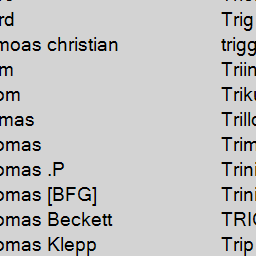 rd Trig
moas christian trigg
m Triin
om Triku
mas Trillo
omas Trim
omas .P Trini
omas [BFG] Trini
omas Beckett TRI
omas Klepp Trip